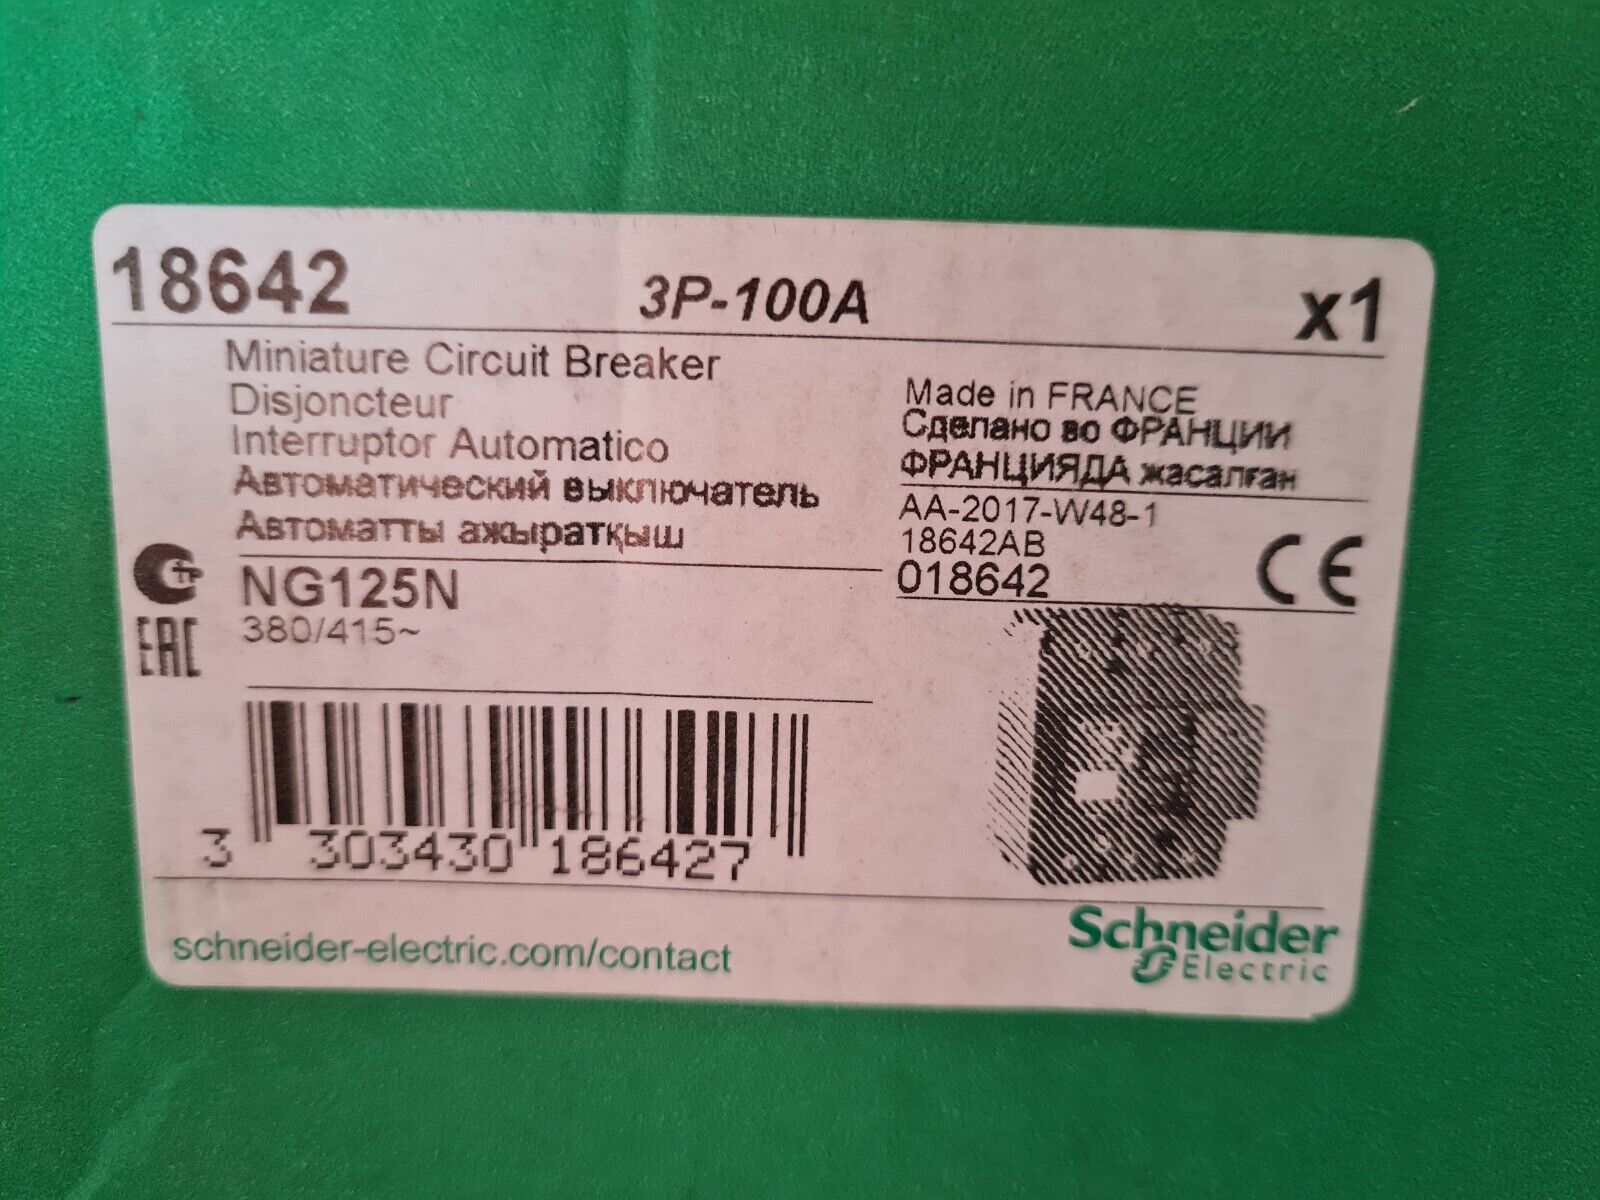 18642 3P-100A x1
Miniature Circuit Breaker
Disjoncteur
Interruptor Automatico
Автоматический выключатель
Автоматты ажыратқыш
Made in FRANCE
Сделано во ФРАНЦИИ
ФРАНЦИЯДА жасалған
AA-2017-W48-1
18642AB
018642
CE
EAC
NG125N
380/415~
3 303430 186427
schneider-electric.com/contact
Schneider
Electric